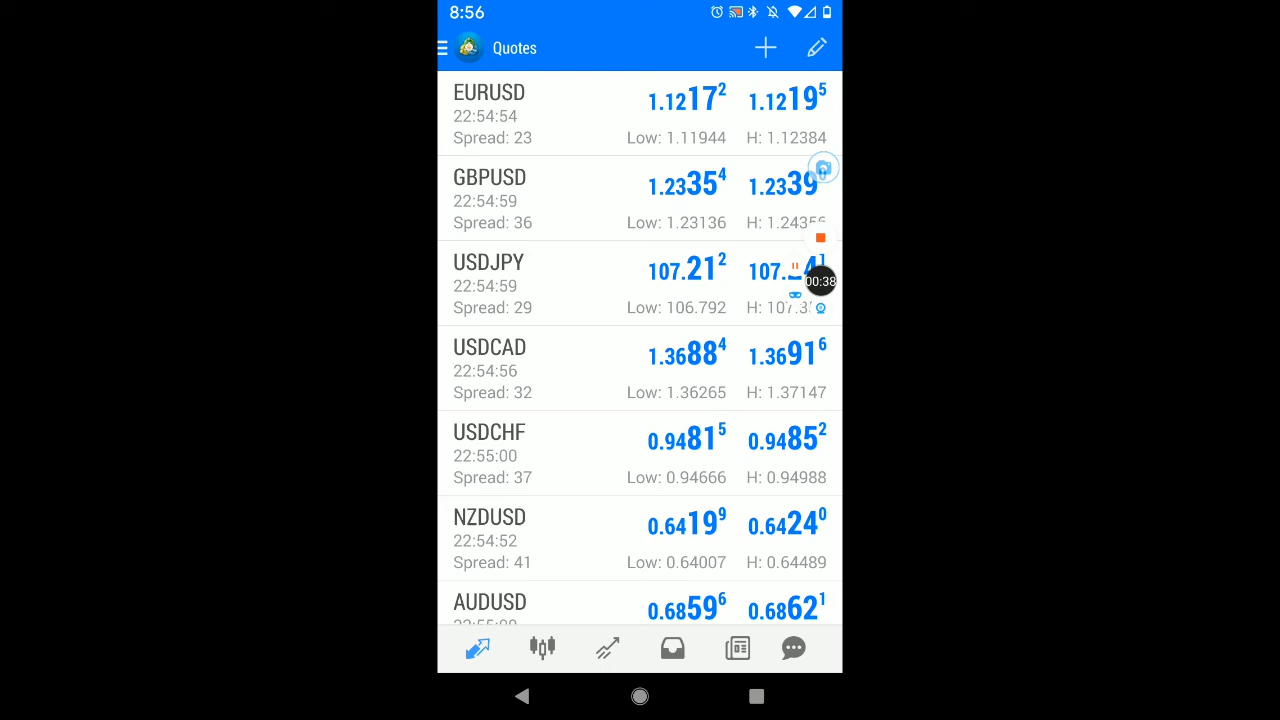 8:56
Quotes
EURUSD 1.12172 1.12195
22:54:54
Spread: 23 Low: 1.11944 H: 1.12384
GBPUSD 1.23354 1.2339
22:54:59
Spread: 36 Low: 1.23136 H: 1.24356
USDJPY 107.212
22:54:59 00:38
Spread: 29 Low: 106.792 H:
USDCAD 1.36884 1.36916
22:54:56
Spread: 32 Low: 1.36265 H: 1.37147
USDCHF 0.94815 0.94852
22:55:00
Spread: 37 Low: 0.94666 H: 0.94988
NZDUSD 0.64199 0.64240
22:54:52
Spread: 41 Low: 0.64007 H: 0.64489
AUDUSD 0.68596 0.68621